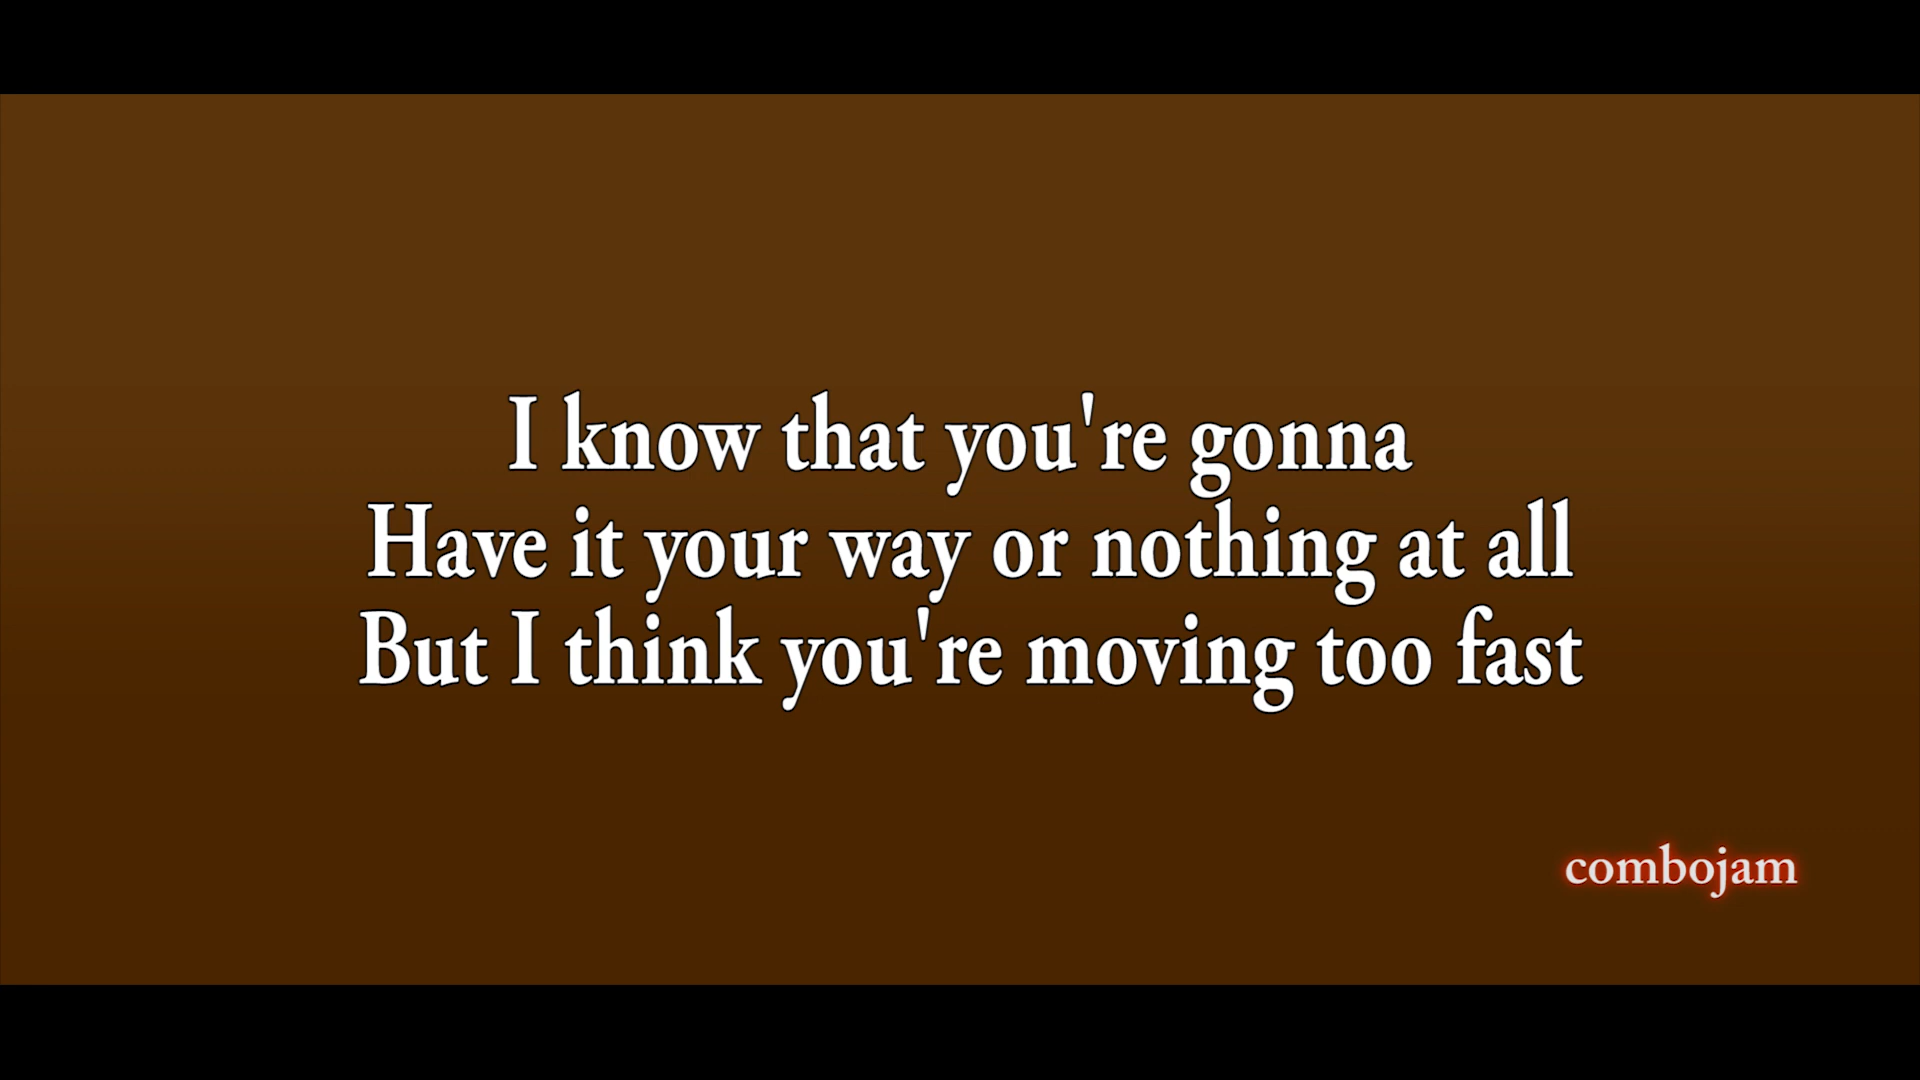 I know that you're gonna
Have it your way or nothing at all
But I think you're moving too fast
combojam